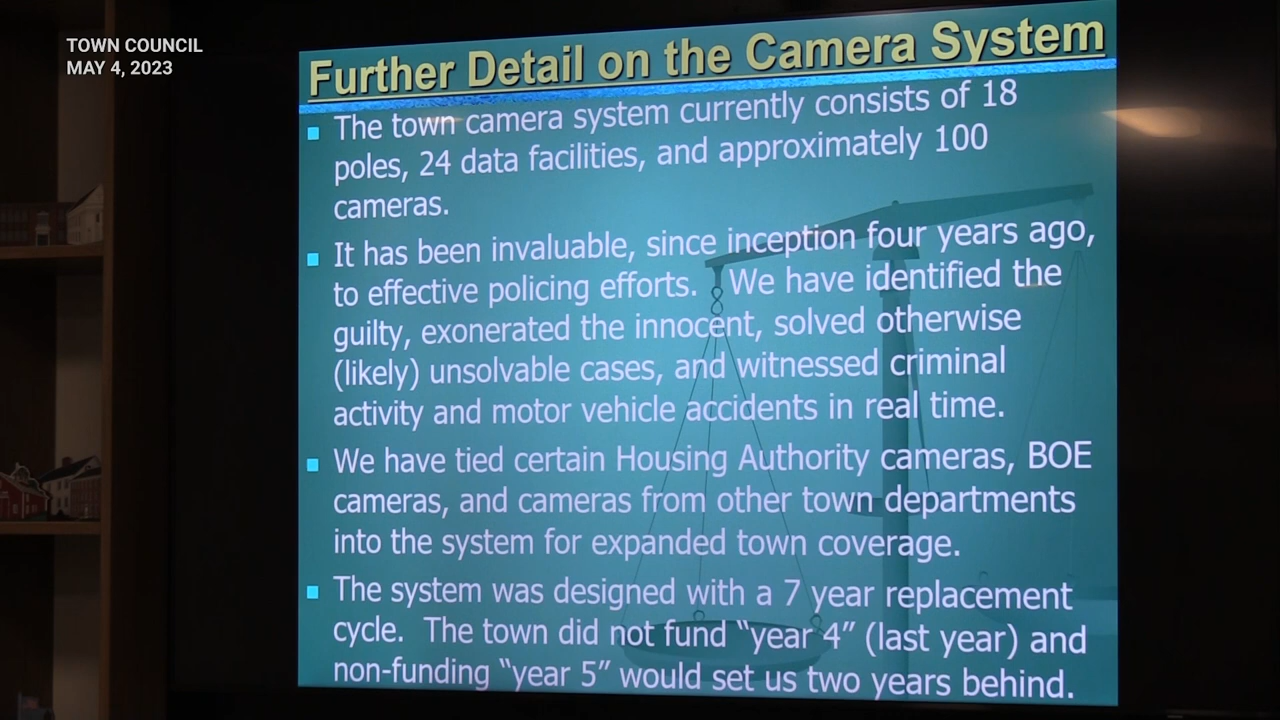 TOWN COUNCIL
MAY 4, 2023
Further Detail on the Camera System
The town camera system currently consists of 18
poles, 24 data facilities, and approximately 100
cameras.
It has been invaluable, since inception four years ago,
to effective policing efforts. We have identified the
guilty, exonerated the innocent, solved otherwise
(likely) unsolvable cases, and witnessed criminal
activity and motor vehicle accidents in real time.
We have tied certain Housing Authority cameras, BOE
cameras, and cameras from other town departments
into the system for expanded town coverage.
The system was designed with a 7 year replacement
cycle. The town did not fund “year 4” (last year) and
non-funding “year 5” would set us two years behind.